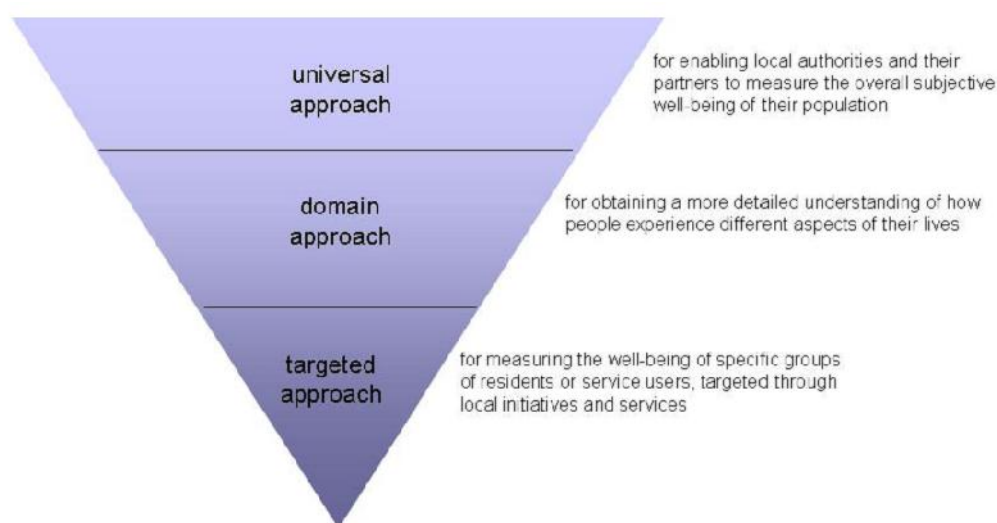 universal
approach
for enabling local authorities and their
partners to measure the overall subjective
well-being of their population
domain
approach
for obtaining a more detailed understanding of how
people experience different aspects of their lives
targeted
approach
for measuring the well-being of specific groups
of residents or service users, targeted through
local initiatives and services